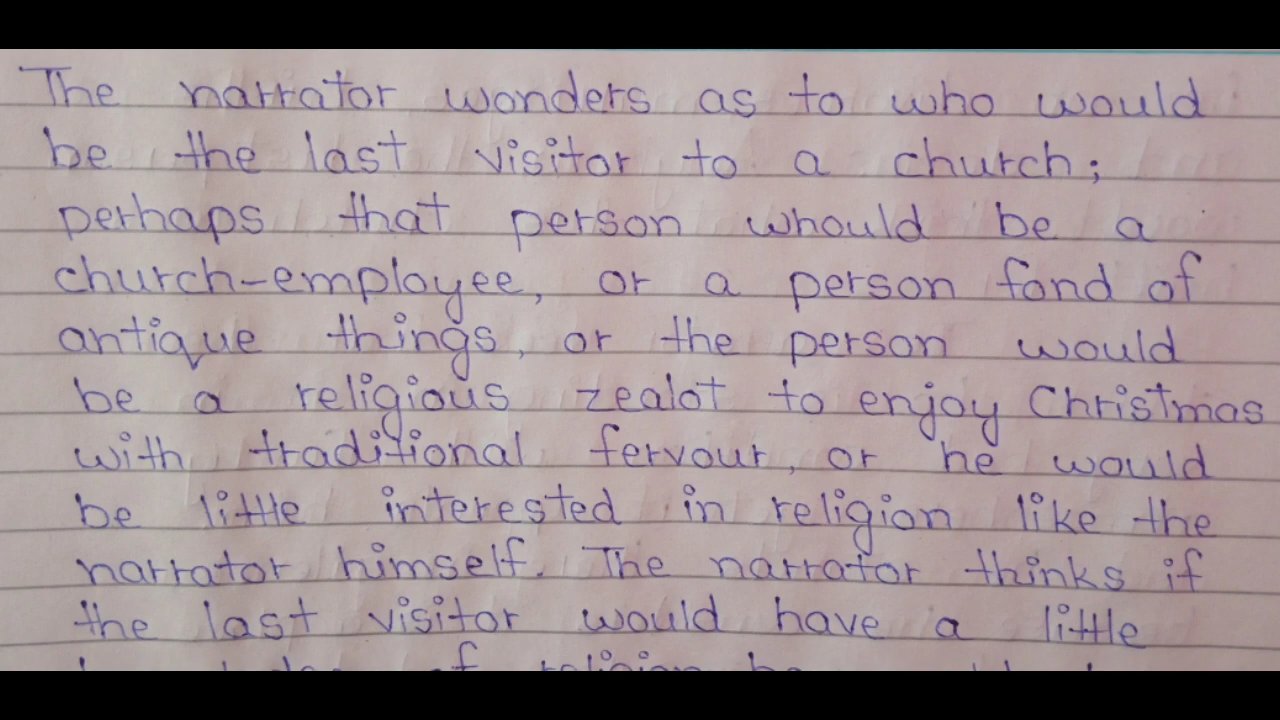 The narrator wonders as to who would
be the last visitor to a church;
perhaps that person whould be a
church-employee, or a person fond of
antique things, or the person would
be a religious zealot to enjoy Christmas
with traditional fervour, or he would
be little interested in religion like the
narrator himself. The narrator thinks if
the last visitor would have a little
of religion